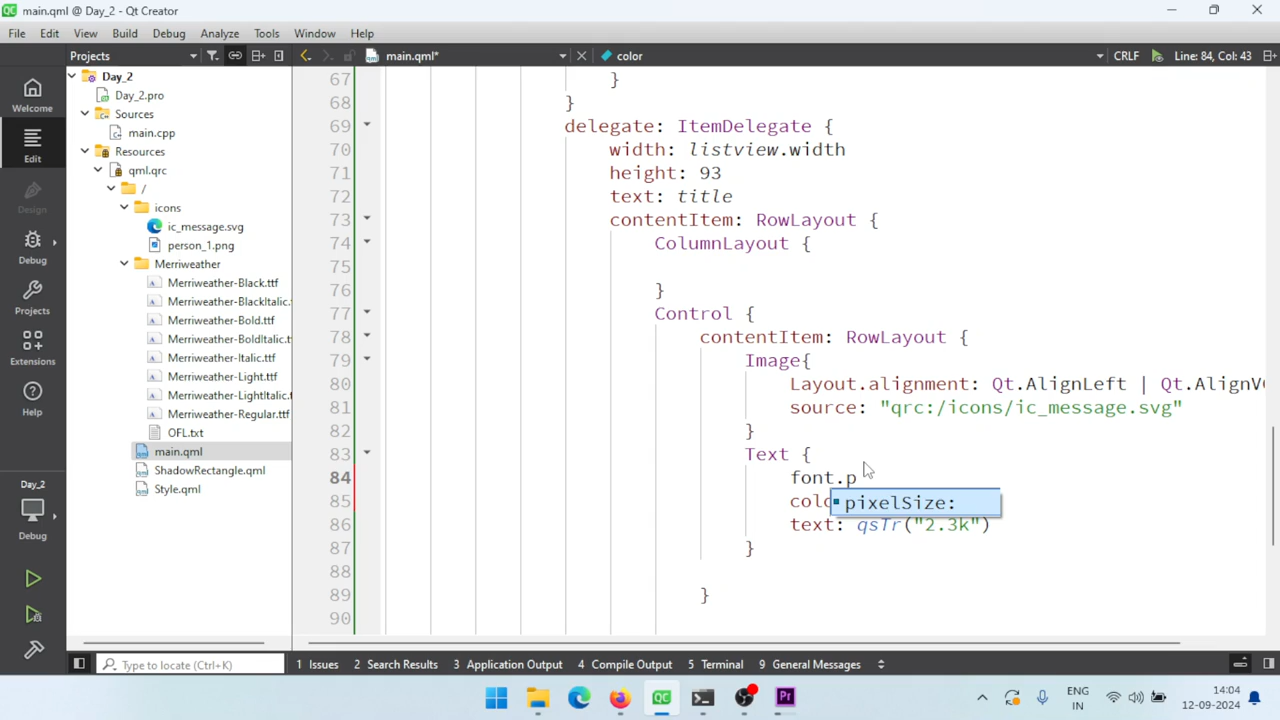 main.qml @ Day_2 - Qt Creator
File Edit View Build Debug Analyze Tools Window Help
Projects main.qml* color CRLF Line: 84, Col: 43
Welcome
Edit
Design
Debug
Projects
Extensions
Help
Day_2
Debug
Day_2
Day_2.pro
Sources
main.cpp
Resources
qml.qrc
/
icons
ic_message.svg
person_1.png
Merriweather
Merriweather-Black.ttf
Merriweather-BlackItalic.t
Merriweather-Bold.ttf
Merriweather-BoldItalic.tt
Merriweather-Italic.ttf
Merriweather-Light.ttf
Merriweather-LightItalic.t
Merriweather-Regular.ttf
OFL.txt
main.qml
ShadowRectangle.qml
Style.qml
67 }
68 }
69 delegate: ItemDelegate {
70 width: listview.width
71 height: 93
72 text: title
73 contentItem: RowLayout {
74 ColumnLayout {
75
76 }
77 Control {
78 contentItem: RowLayout {
79 Image{
80 Layout.alignment: Qt.AlignLeft | Qt.AlignVC
81 source: "qrc:/icons/ic_message.svg"
82 }
83 Text {
84 font.p
85 colo pixelSize:
86 text: qsTr("2.3k")
87 }
88
89 }
90
Type to locate (Ctrl+K) 1 Issues 2 Search Results 3 Application Output 4 Compile Output 5 Terminal 9 General Messages
QC Pr ENG IN 14:04 12-09-2024